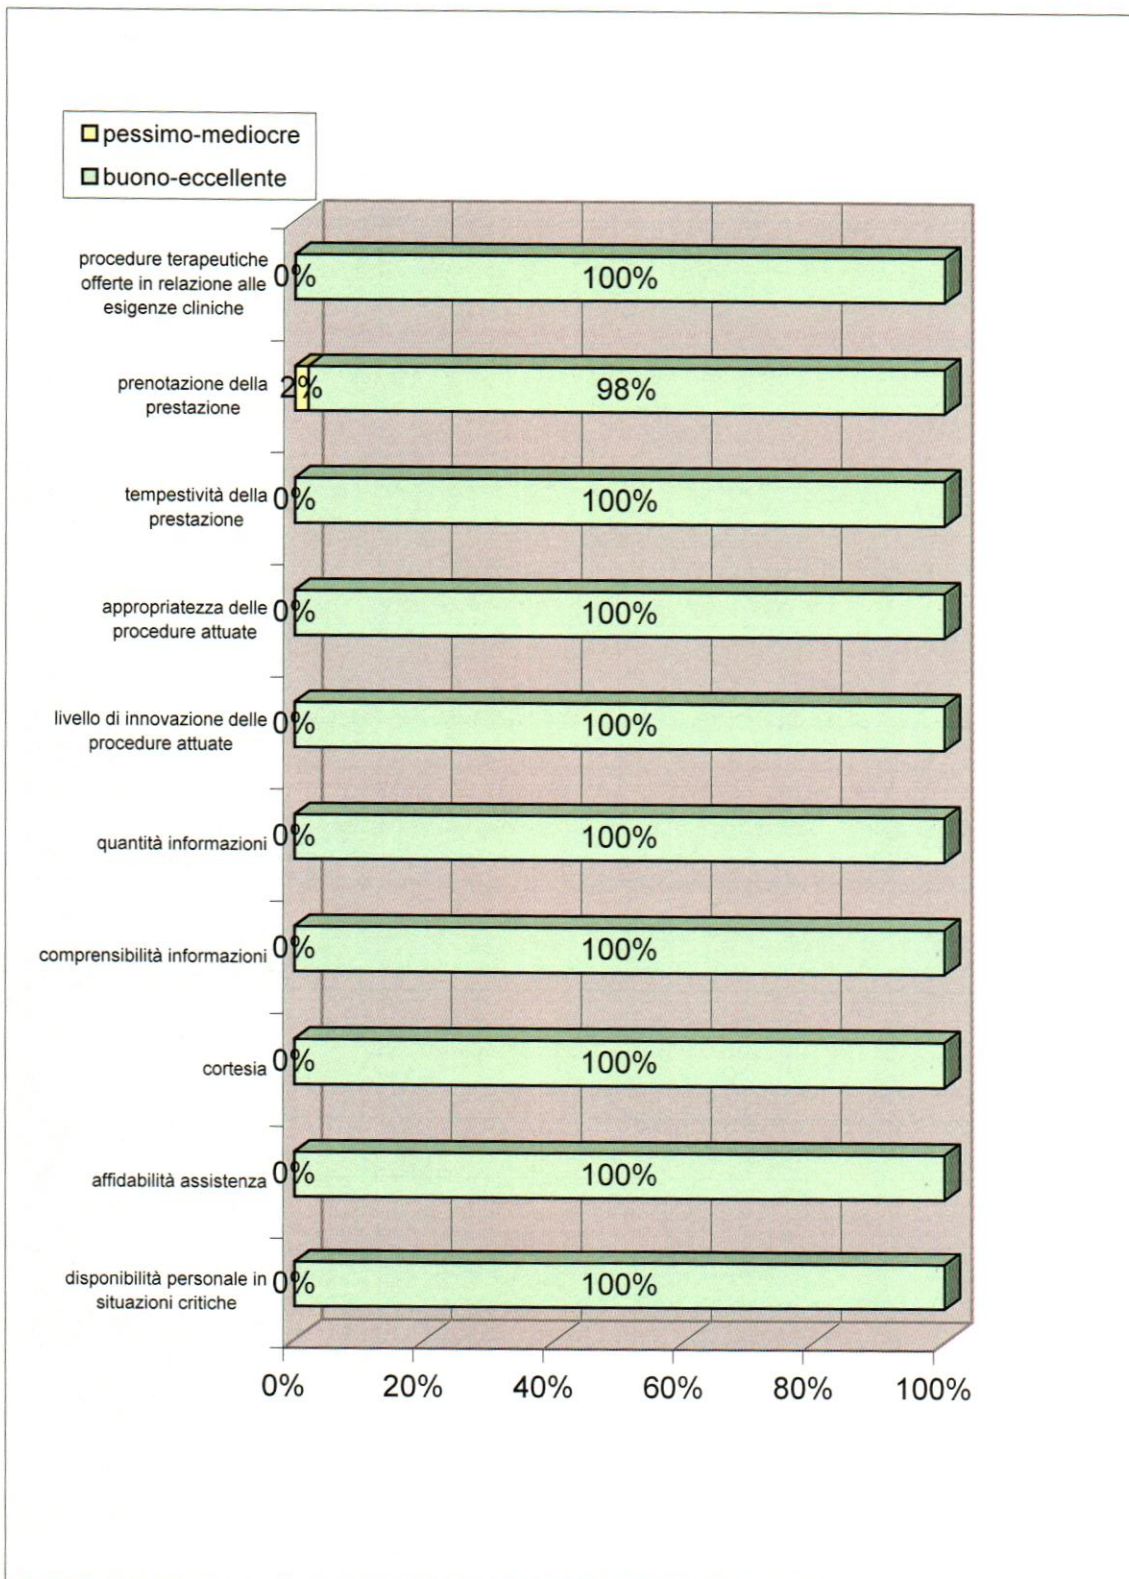 pessimo-mediocre
buono-eccellente
procedure terapeutiche
offerte in relazione alle
esigenze cliniche
0%
100%
prenotazione della
prestazione
2%
98%
tempestività della
prestazione
0%
100%
appropriatezza delle
procedure attuate
0%
100%
livello di innovazione delle
procedure attuate
0%
100%
quantità informazioni
0%
100%
comprensibilità informazioni
0%
100%
cortesia
0%
100%
affidabilità assistenza
0%
100%
disponibilità personale in
situazioni critiche
0%
100%
0% 20% 40% 60% 80% 100%